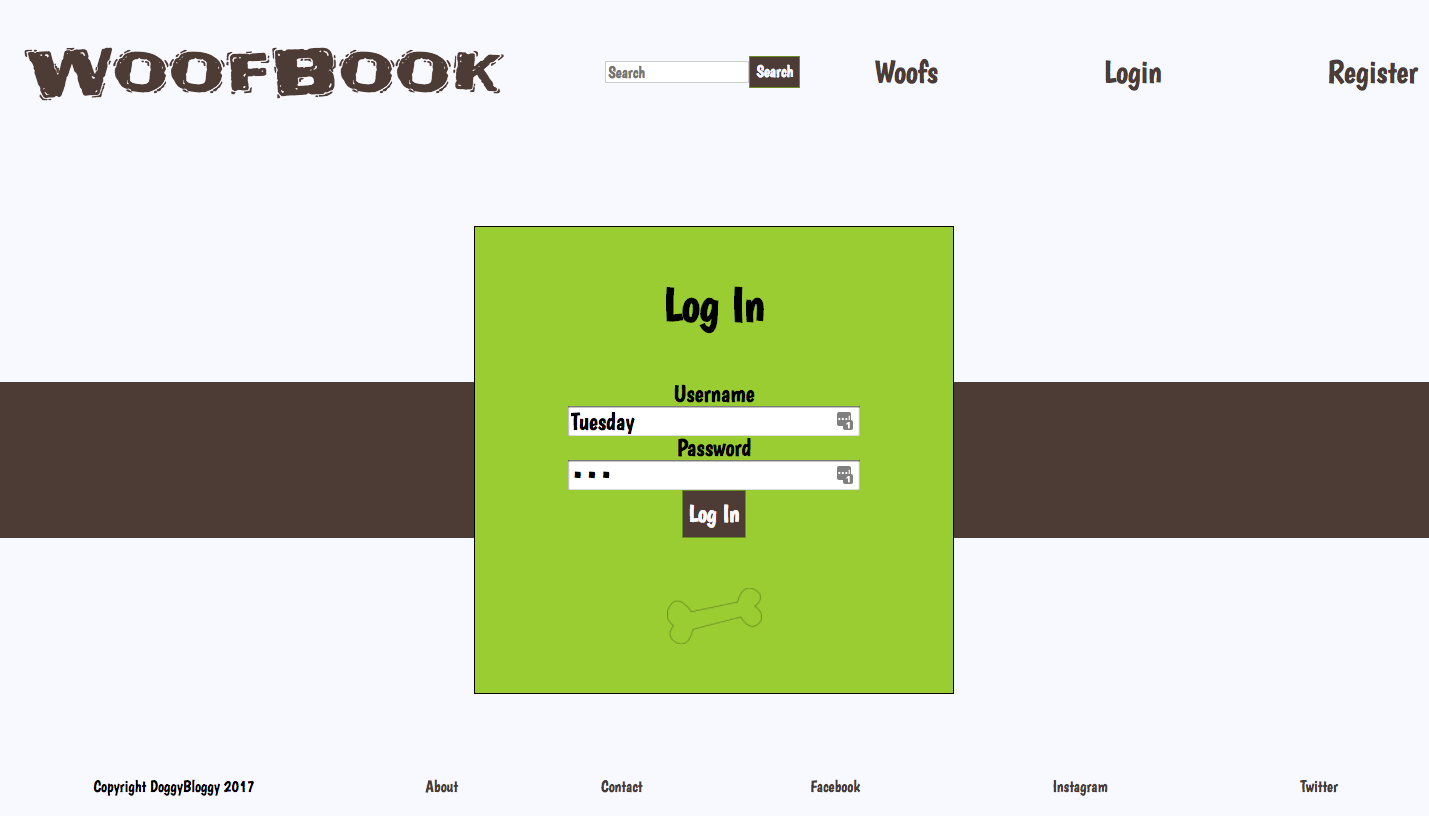 WOOFBOOK
Search Search Woofs Login Register
Log In
Username
Tuesday
Password
Log In
Copyright DoggyBloggy 2017 About Contact Facebook Instagram Twitter